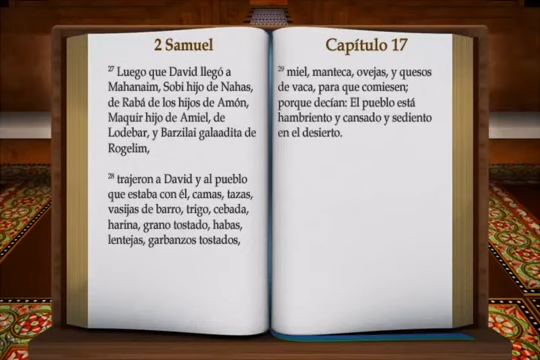 2 Samuel
27 Luego que David llegó a
Mahanaim, Sobi hijo de Nahas,
de Rabá de los hijos de Amón,
Maquir hijo de Amiel, de
Lodebar, y Barzilai galaadita de
Rogelim,
28 trajeron a David y al pueblo
que estaba con él, camas, tazas,
vasijas de barro, trigo, cebada,
harina, grano tostado, habas,
lentejas, garbanzos tostados,
Capítulo 17
29 miel, manteca, ovejas, y quesos
de vaca, para que comiesen;
porque decían: El pueblo está
hambriento y cansado y sediento
en el desierto.